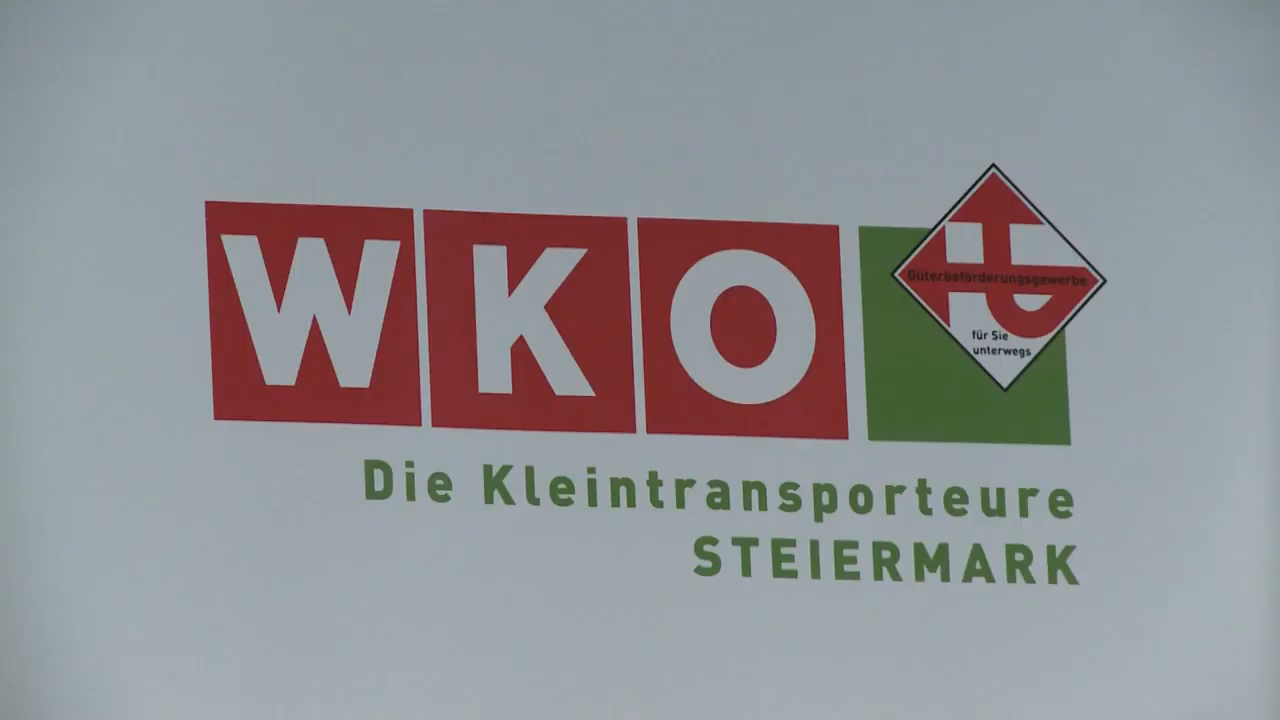 WKO
Güterbeförderungsgewerbe
für Sie
unterwegs
Die Kleintransporteure
STEIERMARK